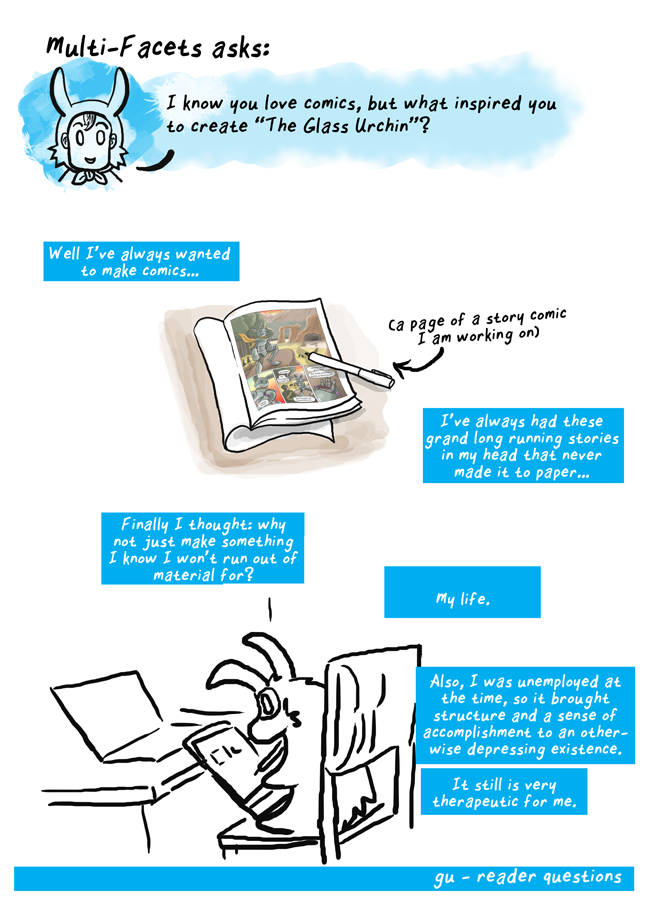 Multi-Facets asks:
I know you love comics, but what inspired you
to create "The Glass Urchin"?
Well I've always wanted
to make comics...
(a page of a story comic
I am working on)
I've always had these
grand long running stories
in my head that never
made it to paper...
Finally I thought: why
not just make something
I know I won't run out of
material for?
My life.
Also, I was unemployed at
the time, so it brought
structure and a sense of
accomplishment to an other-
wise depressing existence.
It still is very
therapeutic for me.
gu - reader questions